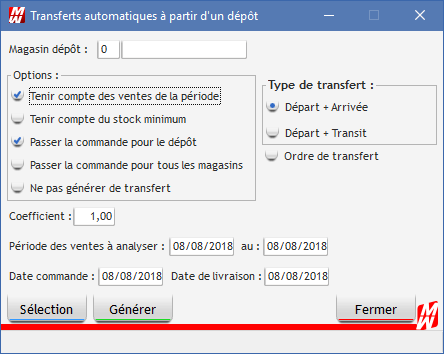 Transferts automatiques à partir d'un dépôt
Magasin dépôt : 0
Options :
Tenir compte des ventes de la période
Tenir compte du stock minimum
Passer la commande pour le dépôt
Passer la commande pour tous les magasins
Ne pas générer de transfert
Type de transfert :
Départ + Arrivée
Départ + Transit
Ordre de transfert
Coefficient : 1,00
Période des ventes à analyser : 08/08/2018 au : 08/08/2018
Date commande : 08/08/2018 Date de livraison : 08/08/2018
Sélection Générer Fermer